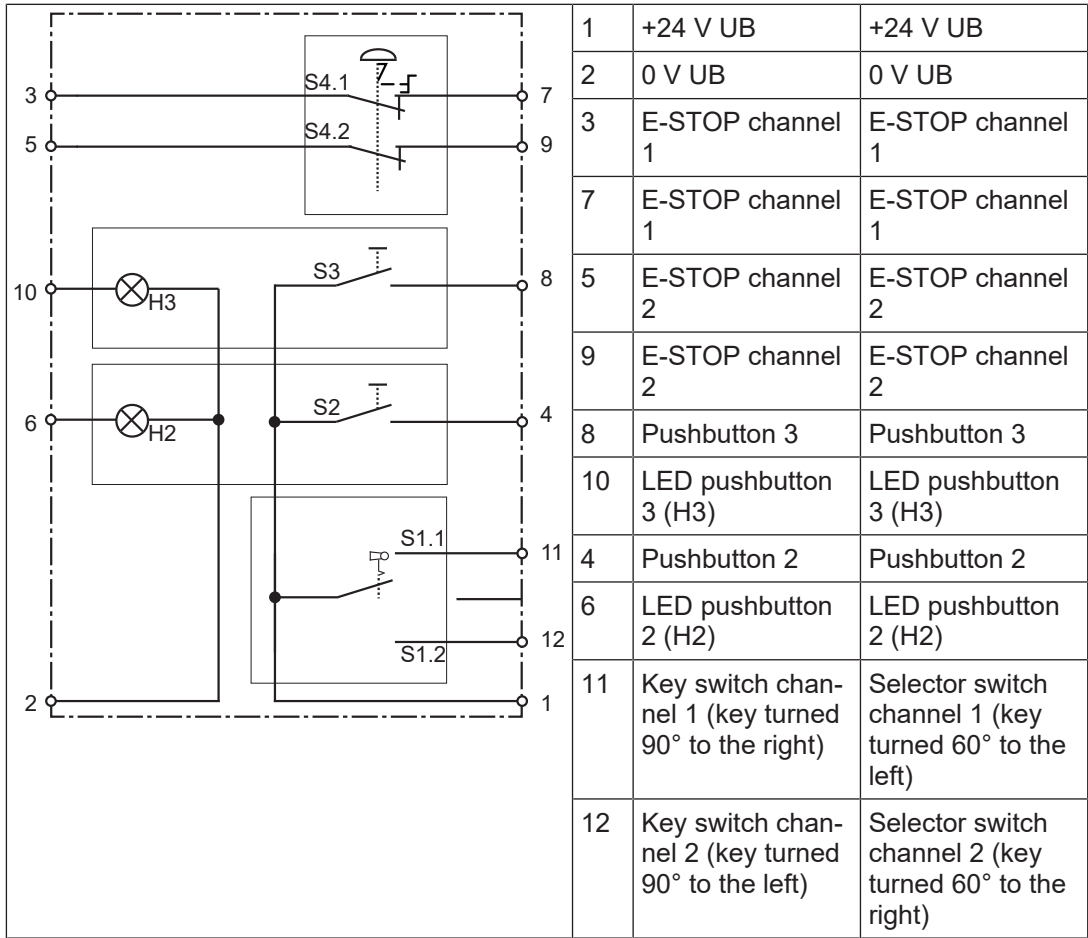 S4.1
3
7
S4.2
5
9
S3
8
10
H3
S2
4
6
H2
S1.1
11
12
S1.2
2
1
1 +24 V UB +24 V UB
2 0 V UB 0 V UB
3 E-STOP channel E-STOP channel
1 1
7 E-STOP channel E-STOP channel
1 1
5 E-STOP channel E-STOP channel
2 2
9 E-STOP channel E-STOP channel
2 2
8 Pushbutton 3 Pushbutton 3
10 LED pushbutton LED pushbutton
3 (H3) 3 (H3)
4 Pushbutton 2 Pushbutton 2
6 LED pushbutton LED pushbutton
2 (H2) 2 (H2)
11 Key switch chan- Selector switch
nel 1 (key turned channel 1 (key
90° to the right) turned 60° to the
left)
12 Key switch chan- Selector switch
nel 2 (key turned channel 2 (key
90° to the left) turned 60° to the
right)